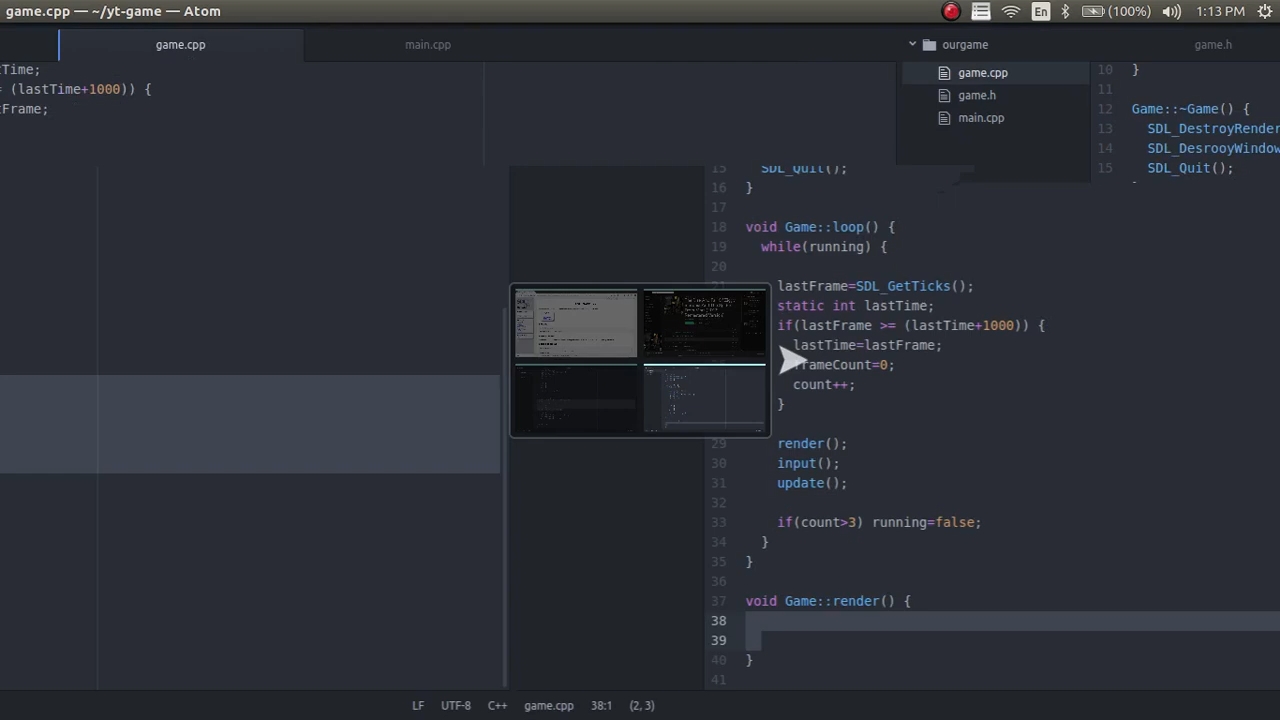 game.cpp — ~/yt-game — Atom
En
(100%)
1:13 PM
game.cpp
main.cpp
ourgame
game.h
tTime;
= (lastTime+1000)) {
tFrame;
game.cpp
game.h
main.cpp
10 }
11
12 Game::~Game() {
13 SDL_DestroyRender
14 SDL_DesrooyWindow
15 SDL_Quit();
15 SDL_Quit();
16 }
17
18 void Game::loop() {
19 while(running) {
20
lastFrame=SDL_GetTicks();
static int lastTime;
if(lastFrame >= (lastTime+1000)) {
lastTime=lastFrame;
frameCount=0;
count++;
}
29 render();
30 input();
31 update();
32
33 if(count>3) running=false;
34 }
35 }
36
37 void Game::render() {
38
39
40 }
41
LF UTF-8 C++ game.cpp 38:1 (2, 3)